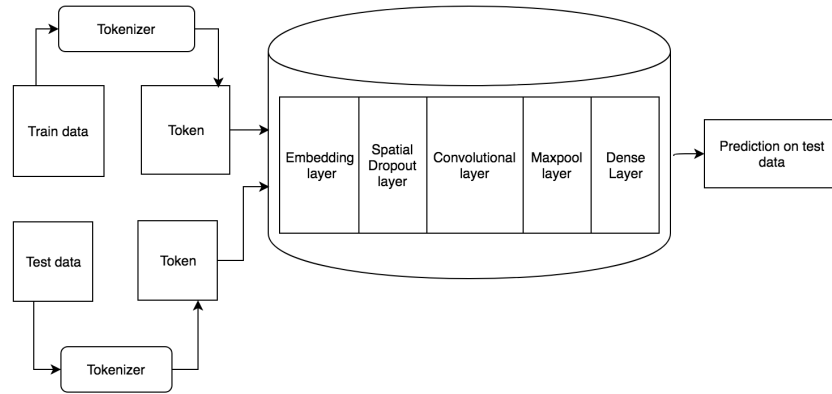 Tokenizer
Train data
Token
Embedding
layer
Spatial
Dropout
layer
Convolutional
layer
Maxpool
layer
Dense
Layer
Prediction on test
data
Test data
Token
Tokenizer